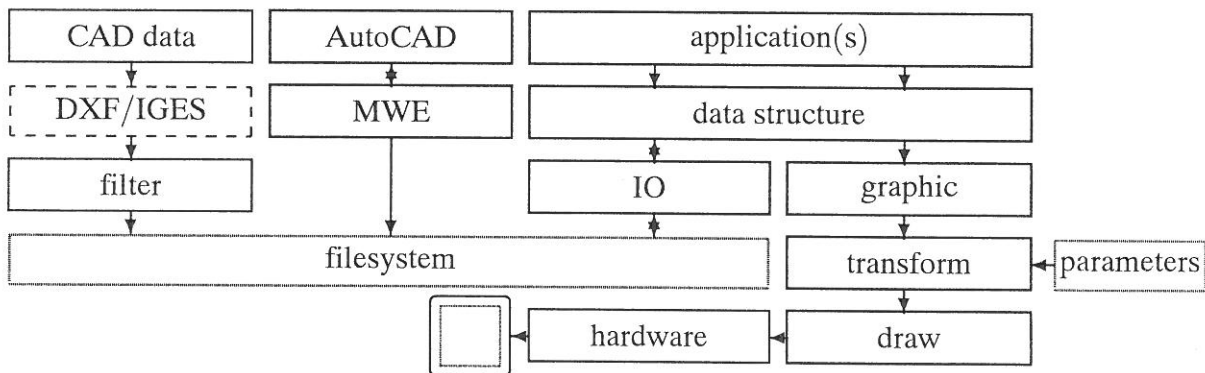 CAD data
AutoCAD
application(s)
DXF/IGES
MWE
data structure
filter
IO
graphic
filesystem
transform
parameters
hardware
draw